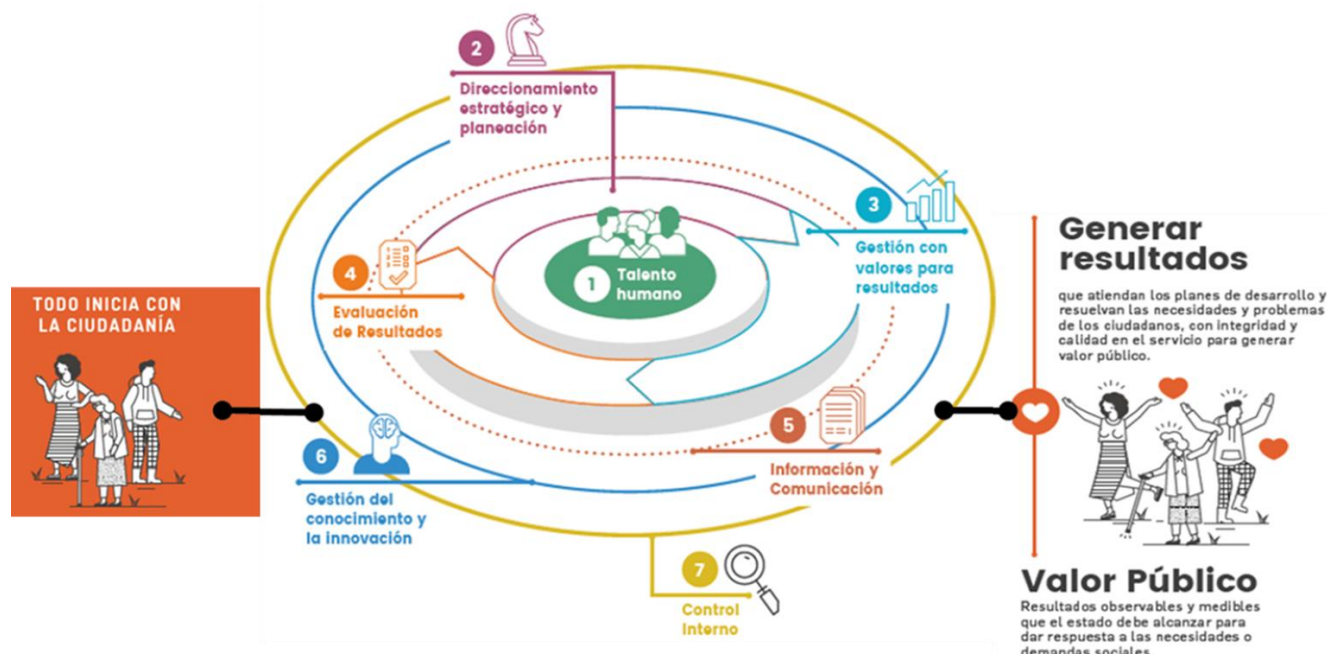 TODO INICIA CON
LA CIUDADANÍA
1
Talento
humano
2
Direccionamiento
estratégico y
planeación
3
Gestión con
valores para
resultados
4
Evaluación
de Resultados
5
Información y
Comunicación
6
Gestión del
conocimiento y
la innovación
7
Control
Interno
Generar
resultados
que atiendan los planes de desarrollo y
resuelvan las necesidades y problemas
de los ciudadanos, con integridad y
calidad en el servicio para generar
valor público.
Valor Público
Resultados observables y medibles
que el estado debe alcanzar para
dar respuesta a las necesidades o
demandas sociales